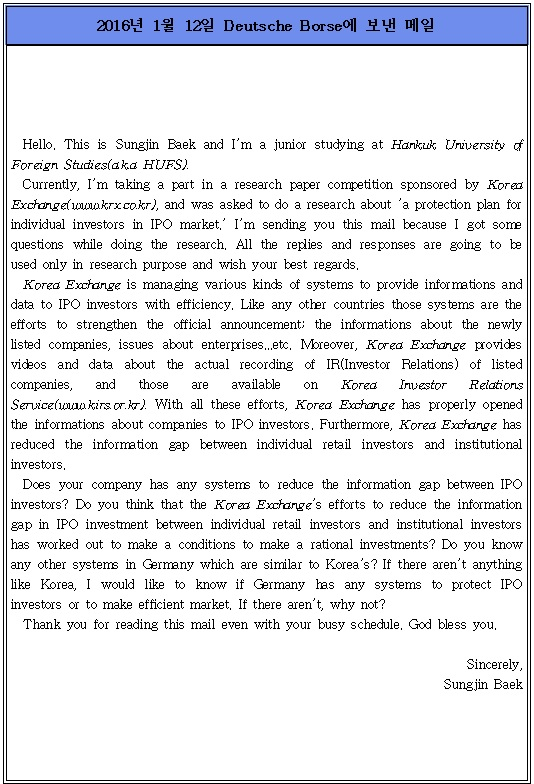 2016년 1월 12일 Deutsche Borse에 보낸 메일
Hello. This is Sungjin Baek and I'm a junior studying at Hankuk University of
Foreign Studies(a.k.a HUFS).
Currently, I'm taking a part in a research paper competition sponsored by Korea
Exchange(www.krx.co.kr), and was asked to do a research about 'a protection plan for
individual investors in IPO market.' I'm sending you this mail because I got some
questions while doing the research. All the replies and responses are going to be
used only in research purpose and wish your best regards.
Korea Exchange is managing various kinds of systems to provide informations and
data to IPO investors with efficiency. Like any other countries those systems are the
efforts to strengthen the official announcement; the informations about the newly
listed companies, issues about enterprises...etc. Moreover, Korea Exchange provides
videos and data about the actual recording of IR(Investor Relations) of listed
companies, and those are available on Korea Investor Relations
Service(www.kirs.or.kr). With all these efforts, Korea Exchange has properly opened
the informations about companies to IPO investors. Furthermore, Korea Exchange has
reduced the information gap between individual retail investors and institutional
investors.
Does your company has any systems to reduce the information gap between IPO
investors? Do you think that the Korea Exchange's efforts to reduce the information
gap in IPO investment between individual retail investors and institutional investors
has worked out to make a conditions to make a rational investments? Do you know
any other systems in Germany which are similar to Korea's? If there aren't anything
like Korea, I would like to know if Germany has any systems to protect IPO
investors or to make efficient market. If there aren't, why not?
Thank you for reading this mail even with your busy schedule. God bless you.
Sincerely,
Sungjin Baek